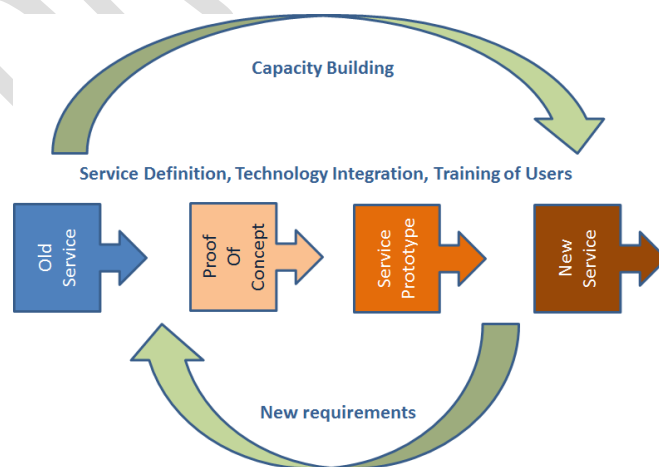 Capacity Building
Service Definition, Technology Integration, Training of Users
Old
Service
Proof
Of
Concept
Service
Prototype
New
Service
New requirements